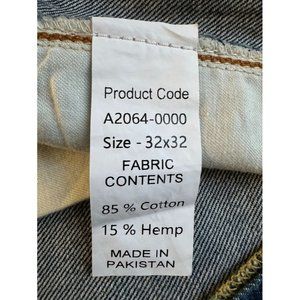 Product Code
A2064-0000
Size - 32x32
FABRIC
CONTENTS
85 % Cotton
15 % Hemp
MADE IN
PAKISTAN